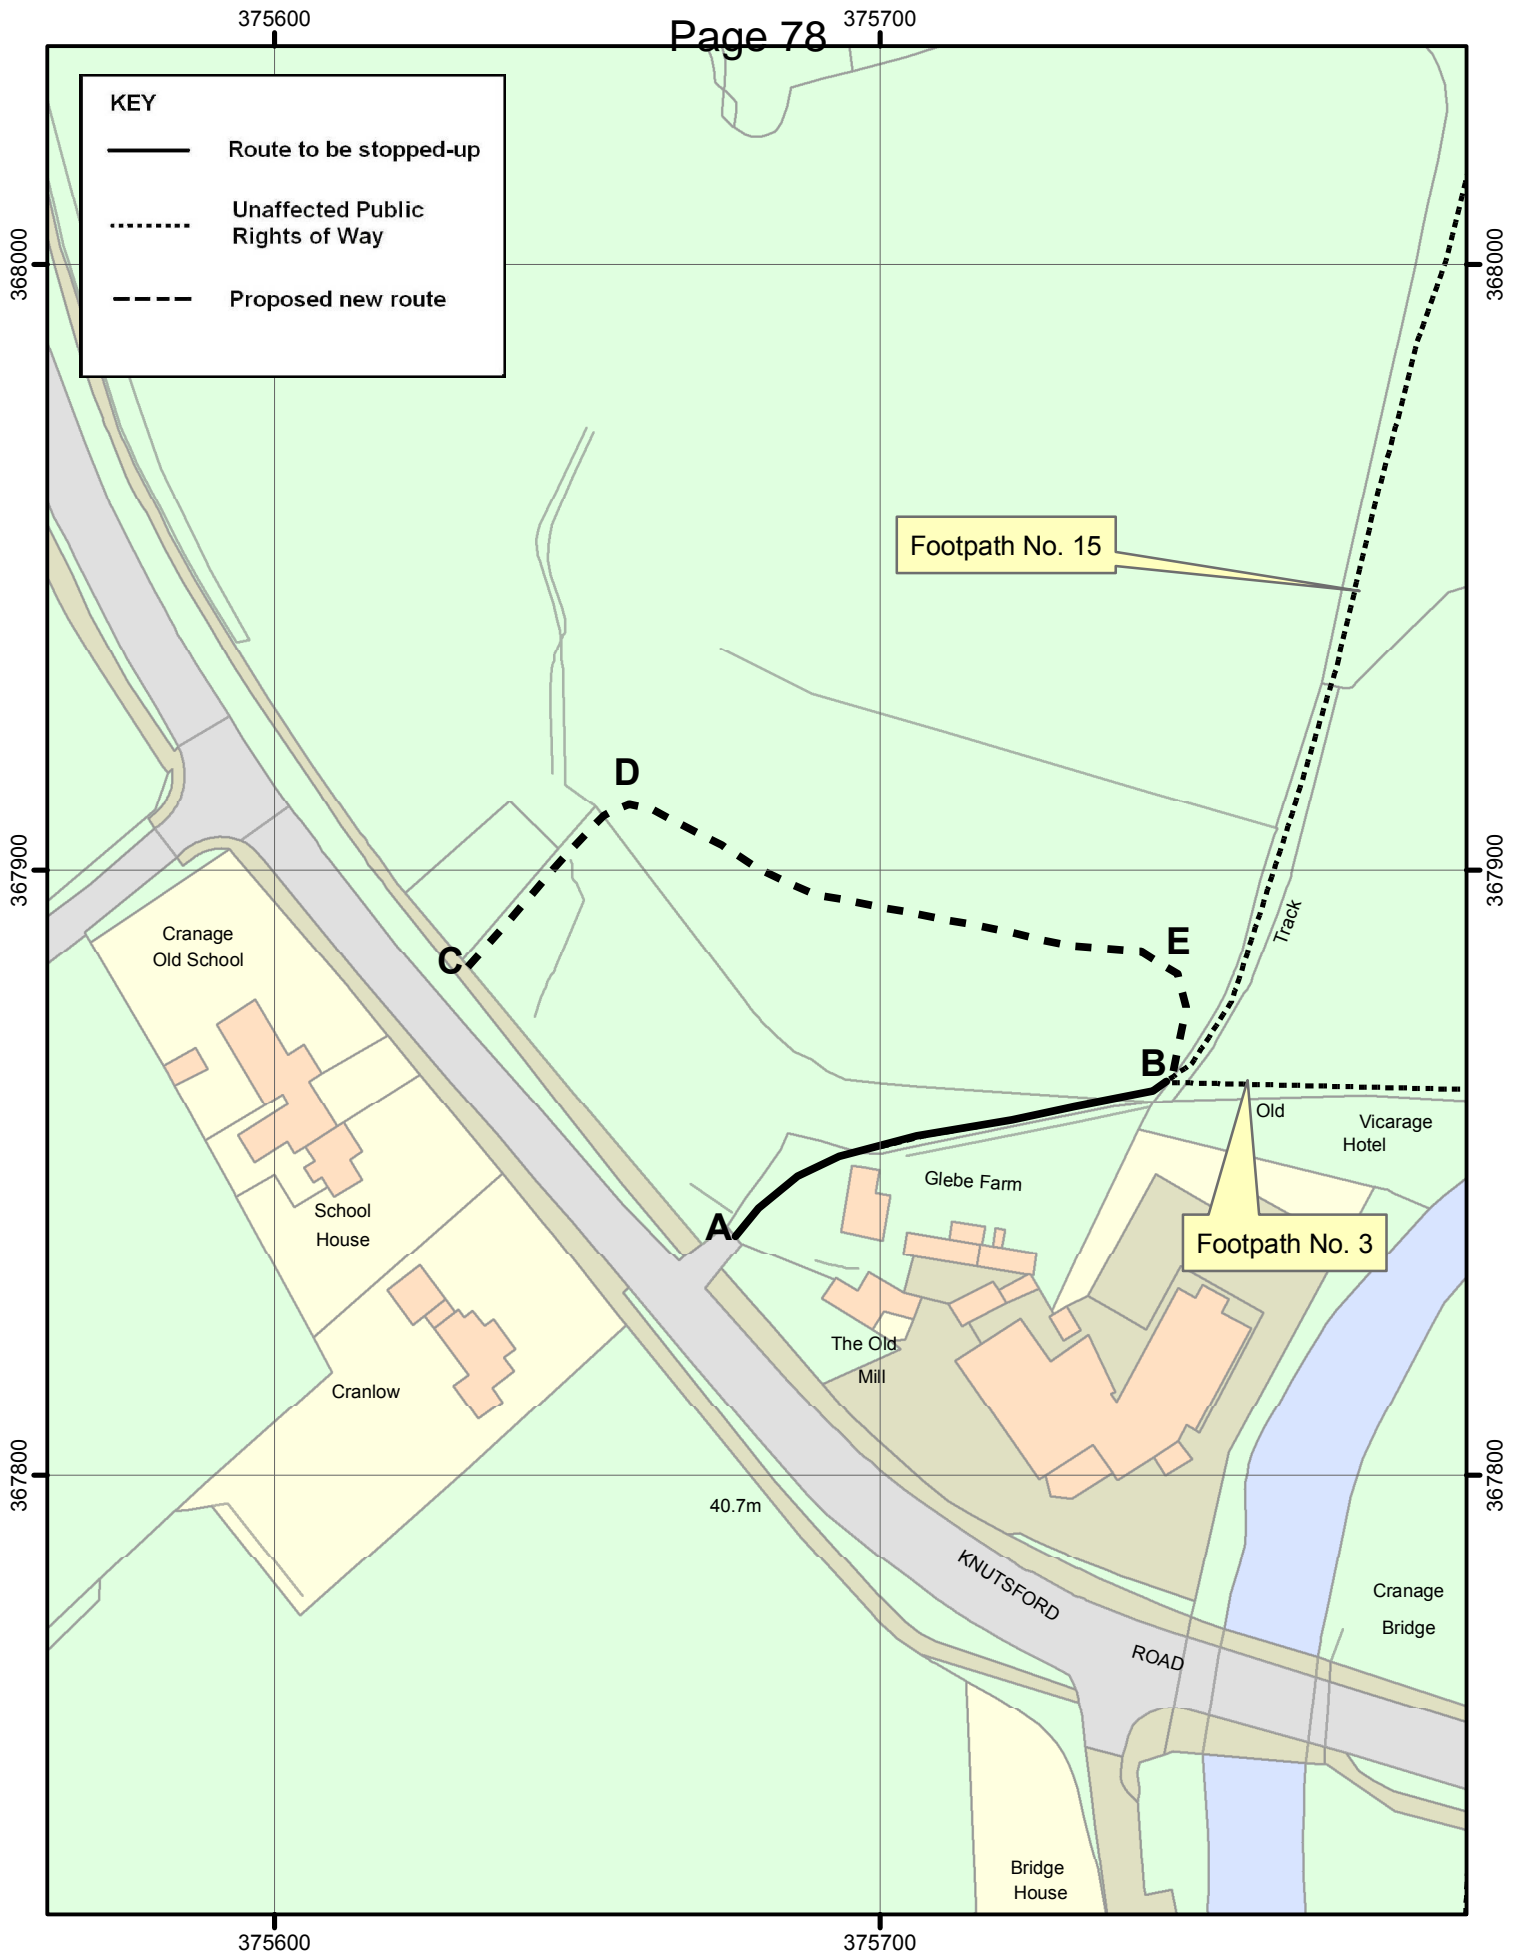 375600
375700
Page 78
KEY
Route to be stopped-up
Unaffected Public
Rights of Way
Proposed new route
368000
368000
Footpath No. 15
D
367900
367900
Track
Cranage
Old School
C
E
B
Old
Vicarage
Hotel
Glebe Farm
School
House
A
Footpath No. 3
The Old
Mill
Cranlow
367800
367800
40.7m
KNUTSFORD
ROAD
Cranage
Bridge
Bridge
House
375600
375700